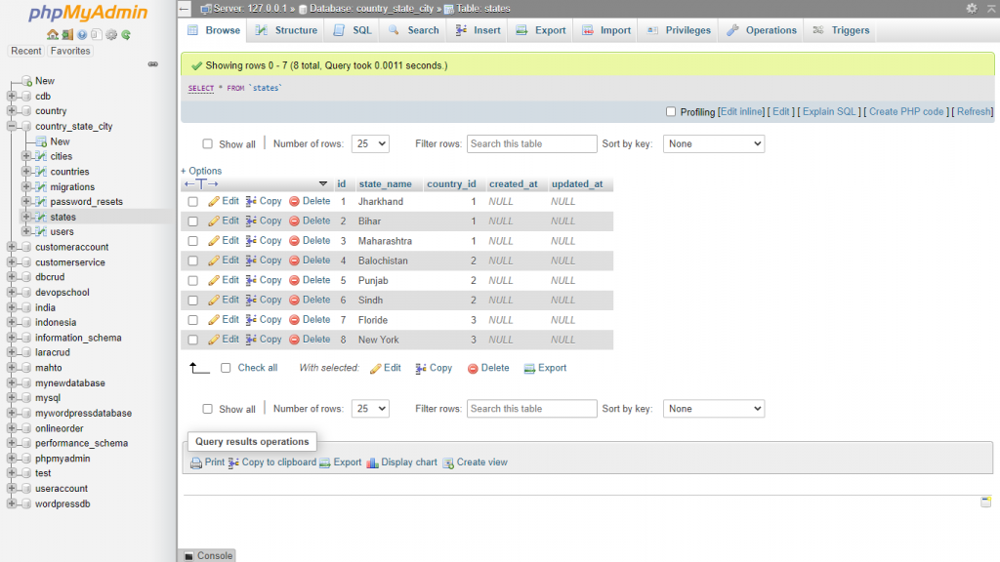 phpMyAdmin
Recent Favorites
New
cdb
country
country_state_city
New
cities
countries
migrations
password_resets
states
users
customeraccount
customerservice
dbcrud
devopschool
india
indonesia
information_schema
laracrud
mahto
mynewdatabase
mysql
mywordpressdatabase
onlineorder
performance_schema
phpmyadmin
test
useraccount
wordpressdb
Server: 127.0.0.1 » Database: country_state_city » Table: states
Browse Structure SQL Search Insert Export Import Privileges Operations Triggers
Showing rows 0 - 7 (8 total, Query took 0.0011 seconds.)
SELECT * FROM `states`
Profiling [Edit inline] [ Edit ] [ Explain SQL ] [ Create PHP code ] [ Refresh]
Show all Number of rows: 25 Filter rows: Search this table Sort by key: None
+ Options
←T→ ▼ id state_name country_id created_at updated_at
Edit Copy Delete 1 Jharkhand 1 NULL NULL
Edit Copy Delete 2 Bihar 1 NULL NULL
Edit Copy Delete 3 Maharashtra 1 NULL NULL
Edit Copy Delete 4 Balochistan 2 NULL NULL
Edit Copy Delete 5 Punjab 2 NULL NULL
Edit Copy Delete 6 Sindh 2 NULL NULL
Edit Copy Delete 7 Floride 3 NULL NULL
Edit Copy Delete 8 New York 3 NULL NULL
Check all With selected: Edit Copy Delete Export
Show all Number of rows: 25 Filter rows: Search this table Sort by key: None
Query results operations
Print Copy to clipboard Export Display chart Create view
Console